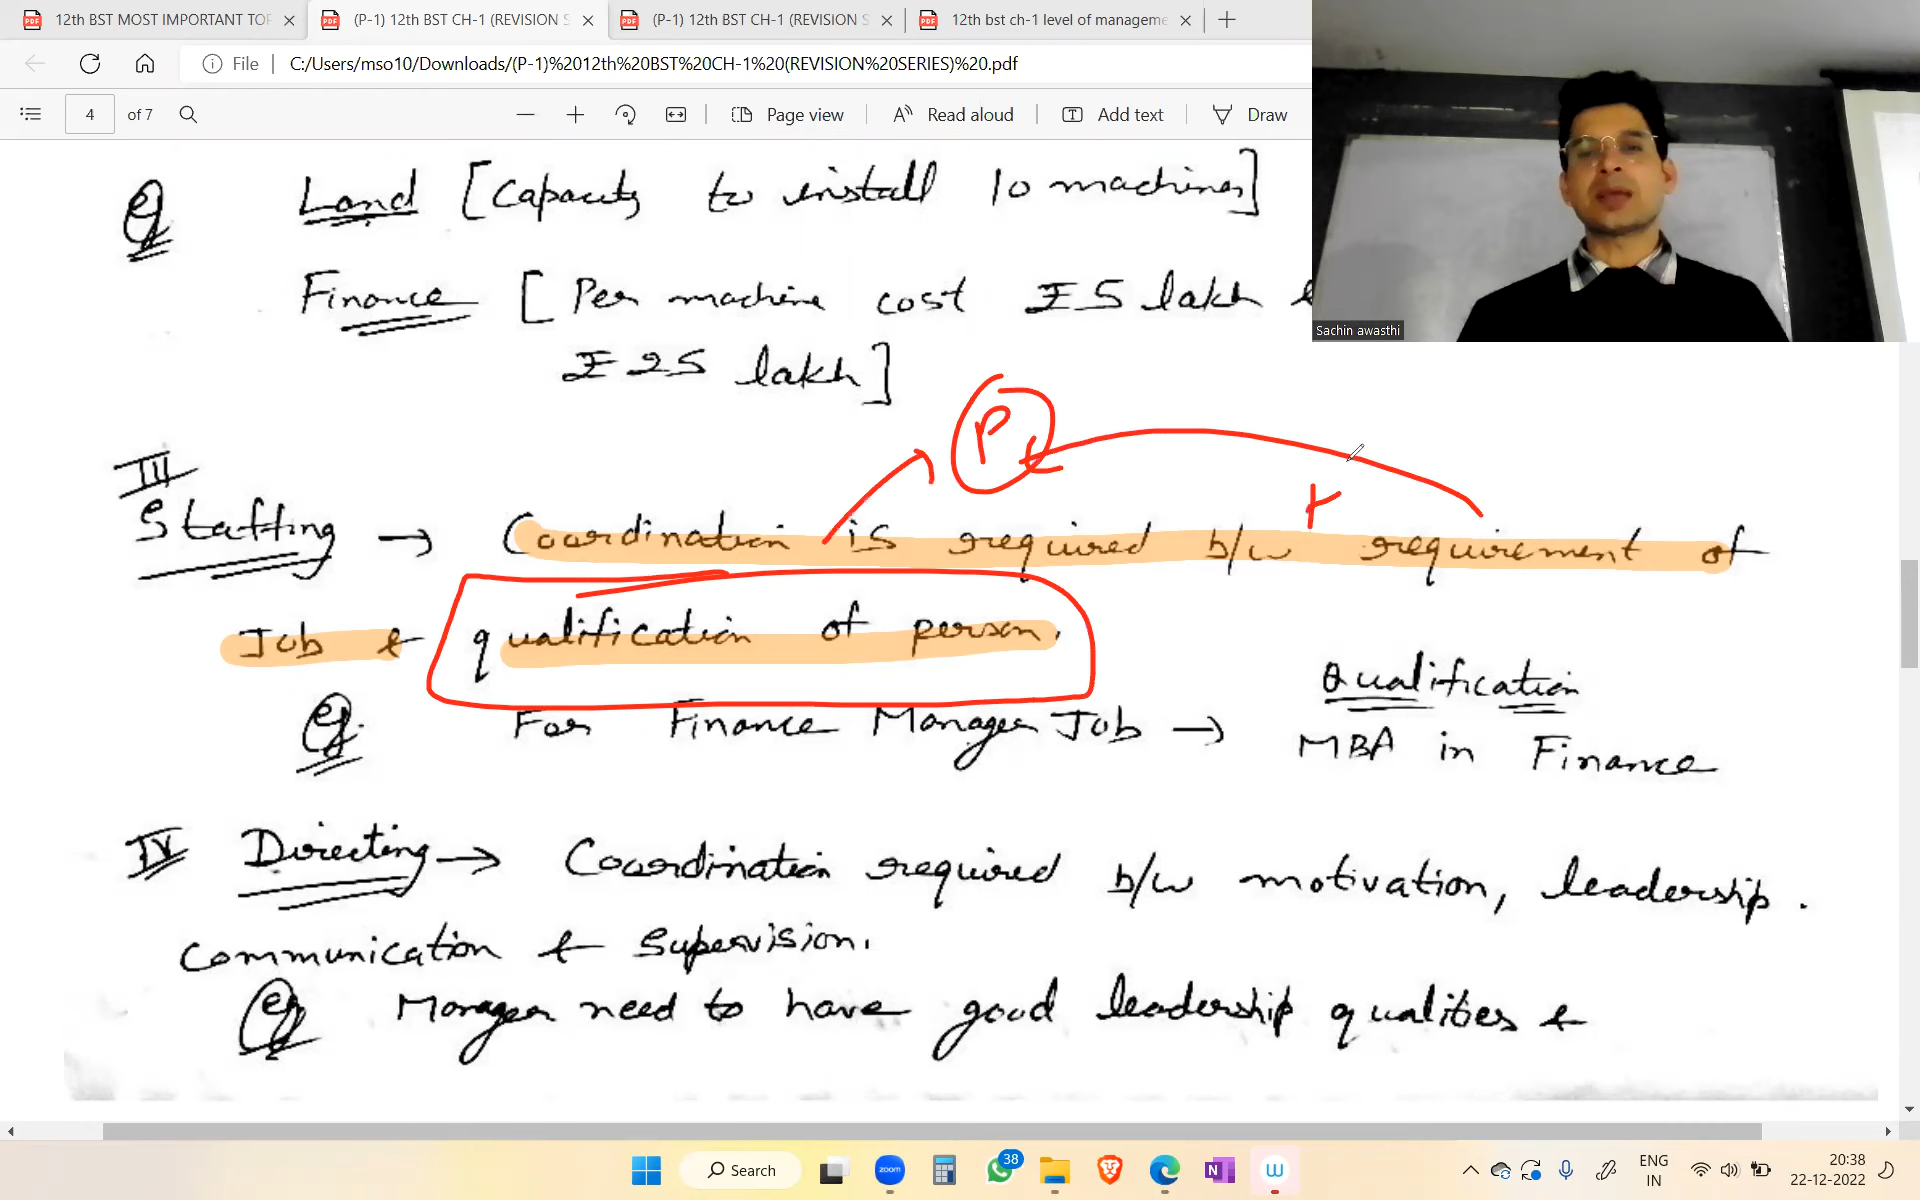 12th BST MOST IMPORTANT TO
(P-1) 12th BST CH-1 (REVISION S
(P-1) 12th BST CH-1 (REVISION S
12th bst ch-1 level of manageme
File
C:/Users/mso10/Downloads/(P-1)%2012th%20BST%20CH-1%20(REVISION%20SERIES)%20.pdf
4 of 7
Page view
Read aloud
Add text
Draw
Sachin awasthi
Eg Land [Capacity to install 10 machines]
Finance [Per machine cost ₹5 lakh &
₹25 lakh]
P
III
Staffing → Coordination is required b/w requirement of
Job & qualification of person.
Eg. For Finance Manager Job → Qualification
MBA in Finance
IV Directing → Coordination required b/w motivation, leadership.
communication & supervision.
Eg Manager need to have good leadership qualities &
Search
zoom
38
N
W
ENG
IN
20:38
22-12-2022